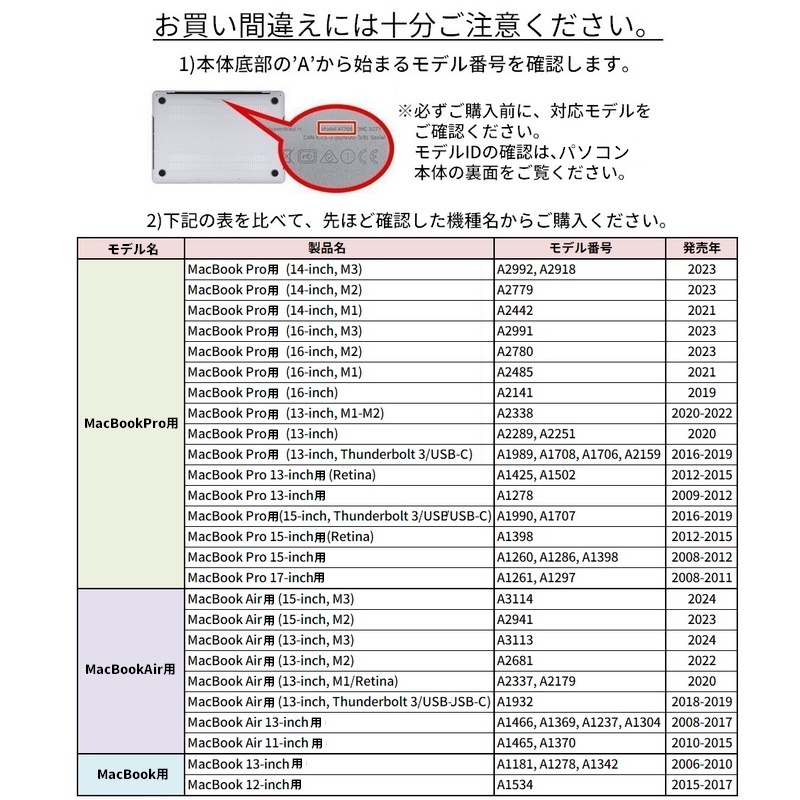 お買い間違えには十分ご注意ください。
1)本体底部の’A’から始まるモデル番号を確認します。
※必ずご購入前に、対応モデルを
ご確認ください。
モデルIDの確認は、パソコン
本体の裏面をご覧ください。
2)下記の表を比べて、先ほど確認した機種名からご購入ください。
モデル名 製品名 モデル番号 発売年
MacBookPro用
MacBook Pro用 (14-inch, M3) A2992, A2918 2023
MacBook Pro用 (14-inch, M2) A2779 2023
MacBook Pro用 (14-inch, M1) A2442 2021
MacBook Pro用 (16-inch, M3) A2991 2023
MacBook Pro用 (16-inch, M2) A2780 2023
MacBook Pro用 (16-inch, M1) A2485 2021
MacBook Pro用 (16-inch) A2141 2019
MacBook Pro用 (13-inch, M1-M2) A2338 2020-2022
MacBook Pro用 (13-inch) A2289, A2251 2020
MacBook Pro用 (13-inch, Thunderbolt 3/USB-C) A1989, A1708, A1706, A2159 2016-2019
MacBook Pro 13-inch用 (Retina) A1425, A1502 2012-2015
MacBook Pro 13-inch用 A1278 2009-2012
MacBook Pro用(15-inch, Thunderbolt 3/USB'USB-C) A1990, A1707 2016-2019
MacBook Pro 15-inch用(Retina) A1398 2012-2015
MacBook Pro 15-inch用 A1260, A1286, A1398 2008-2012
MacBook Pro 17-inch用 A1261, A1297 2008-2011
MacBookAir用
MacBook Air用 (15-inch, M3) A3114 2024
MacBook Air用 (15-inch, M2) A2941 2023
MacBook Air用 (13-inch, M3) A3113 2024
MacBook Air用 (13-inch, M2) A2681 2022
MacBook Air用 (13-inch, M1/Retina) A2337, A2179 2020
MacBook Air用 (13-inch, Thunderbolt 3/USB-JSB-C) A1932 2018-2019
MacBook Air 13-inch用 A1466, A1369, A1237, A1304 2008-2017
MacBook Air 11-inch用 A1465, A1370 2010-2015
MacBook用
MacBook 13-inch用 A1181, A1278, A1342 2006-2010
MacBook 12-inch用 A1534 2015-2017